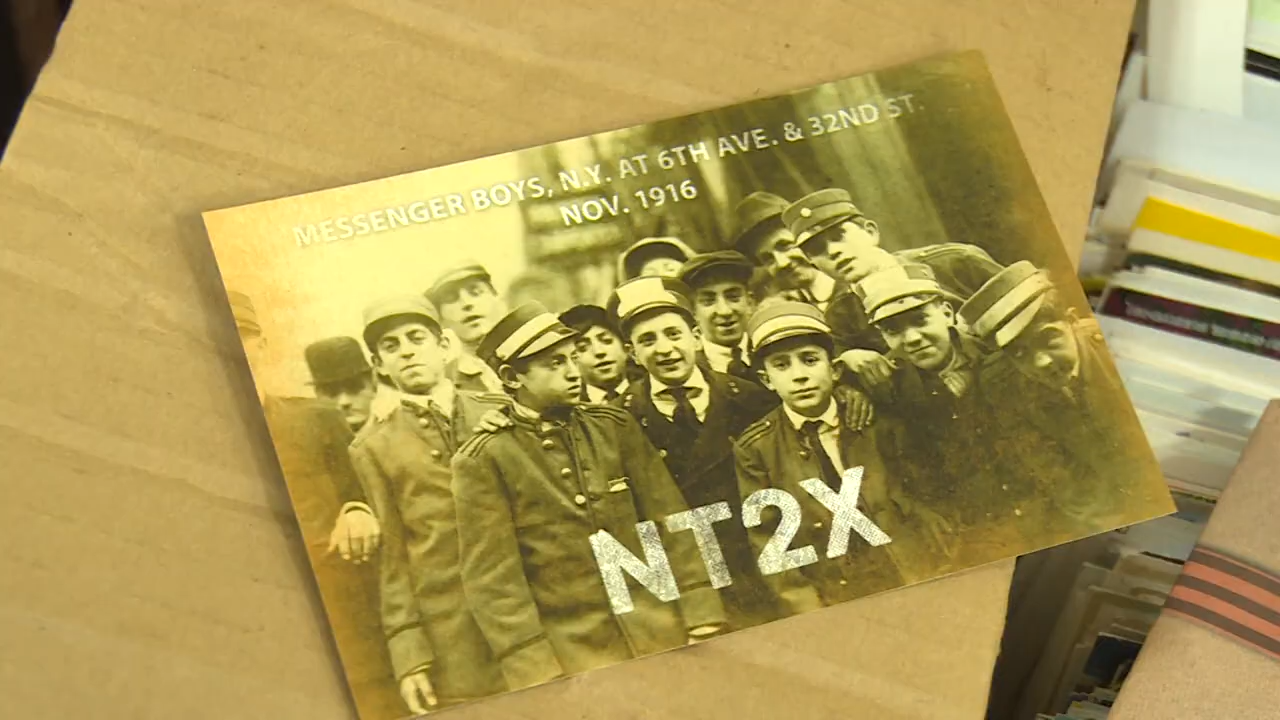 MESSENGER BOYS, N.Y. AT 6TH AVE. & 32ND ST.
NOV. 1916
NT2X